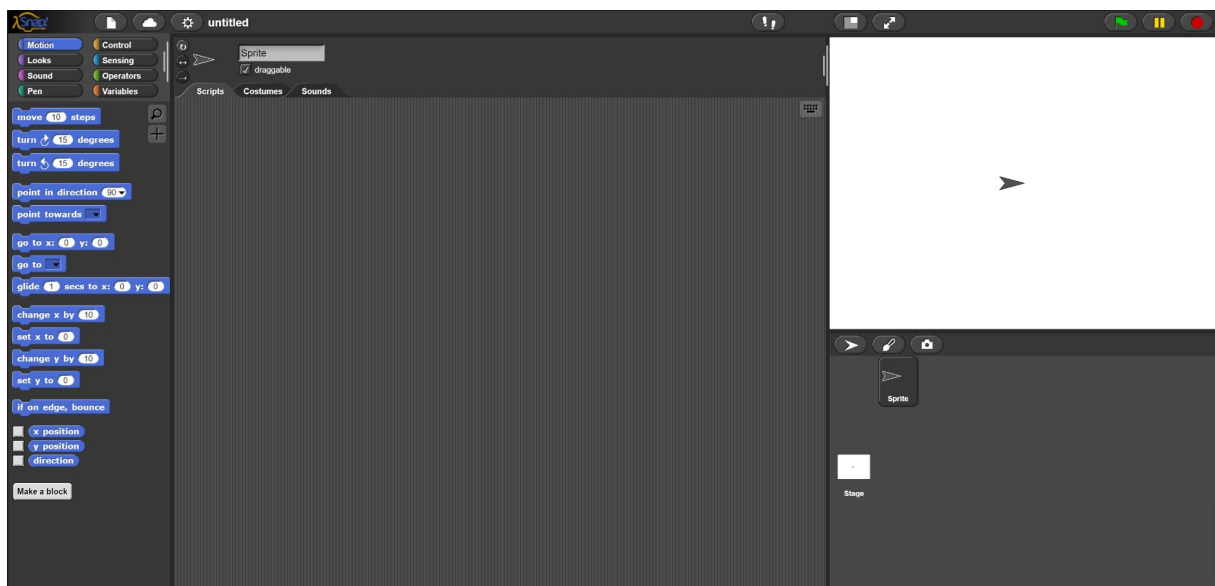 Snap!
untitled
Motion
Control
Looks
Sensing
Sound
Operators
Pen
Variables
Sprite
draggable
Scripts
Costumes
Sounds
move 10 steps
turn 15 degrees
turn 15 degrees
point in direction 90
point towards
go to x: 0 y: 0
go to
glide 1 secs to x: 0 y: 0
change x by 10
set x to 0
change y by 10
set y to 0
if on edge, bounce
x position
y position
direction
Make a block
Sprite
Stage